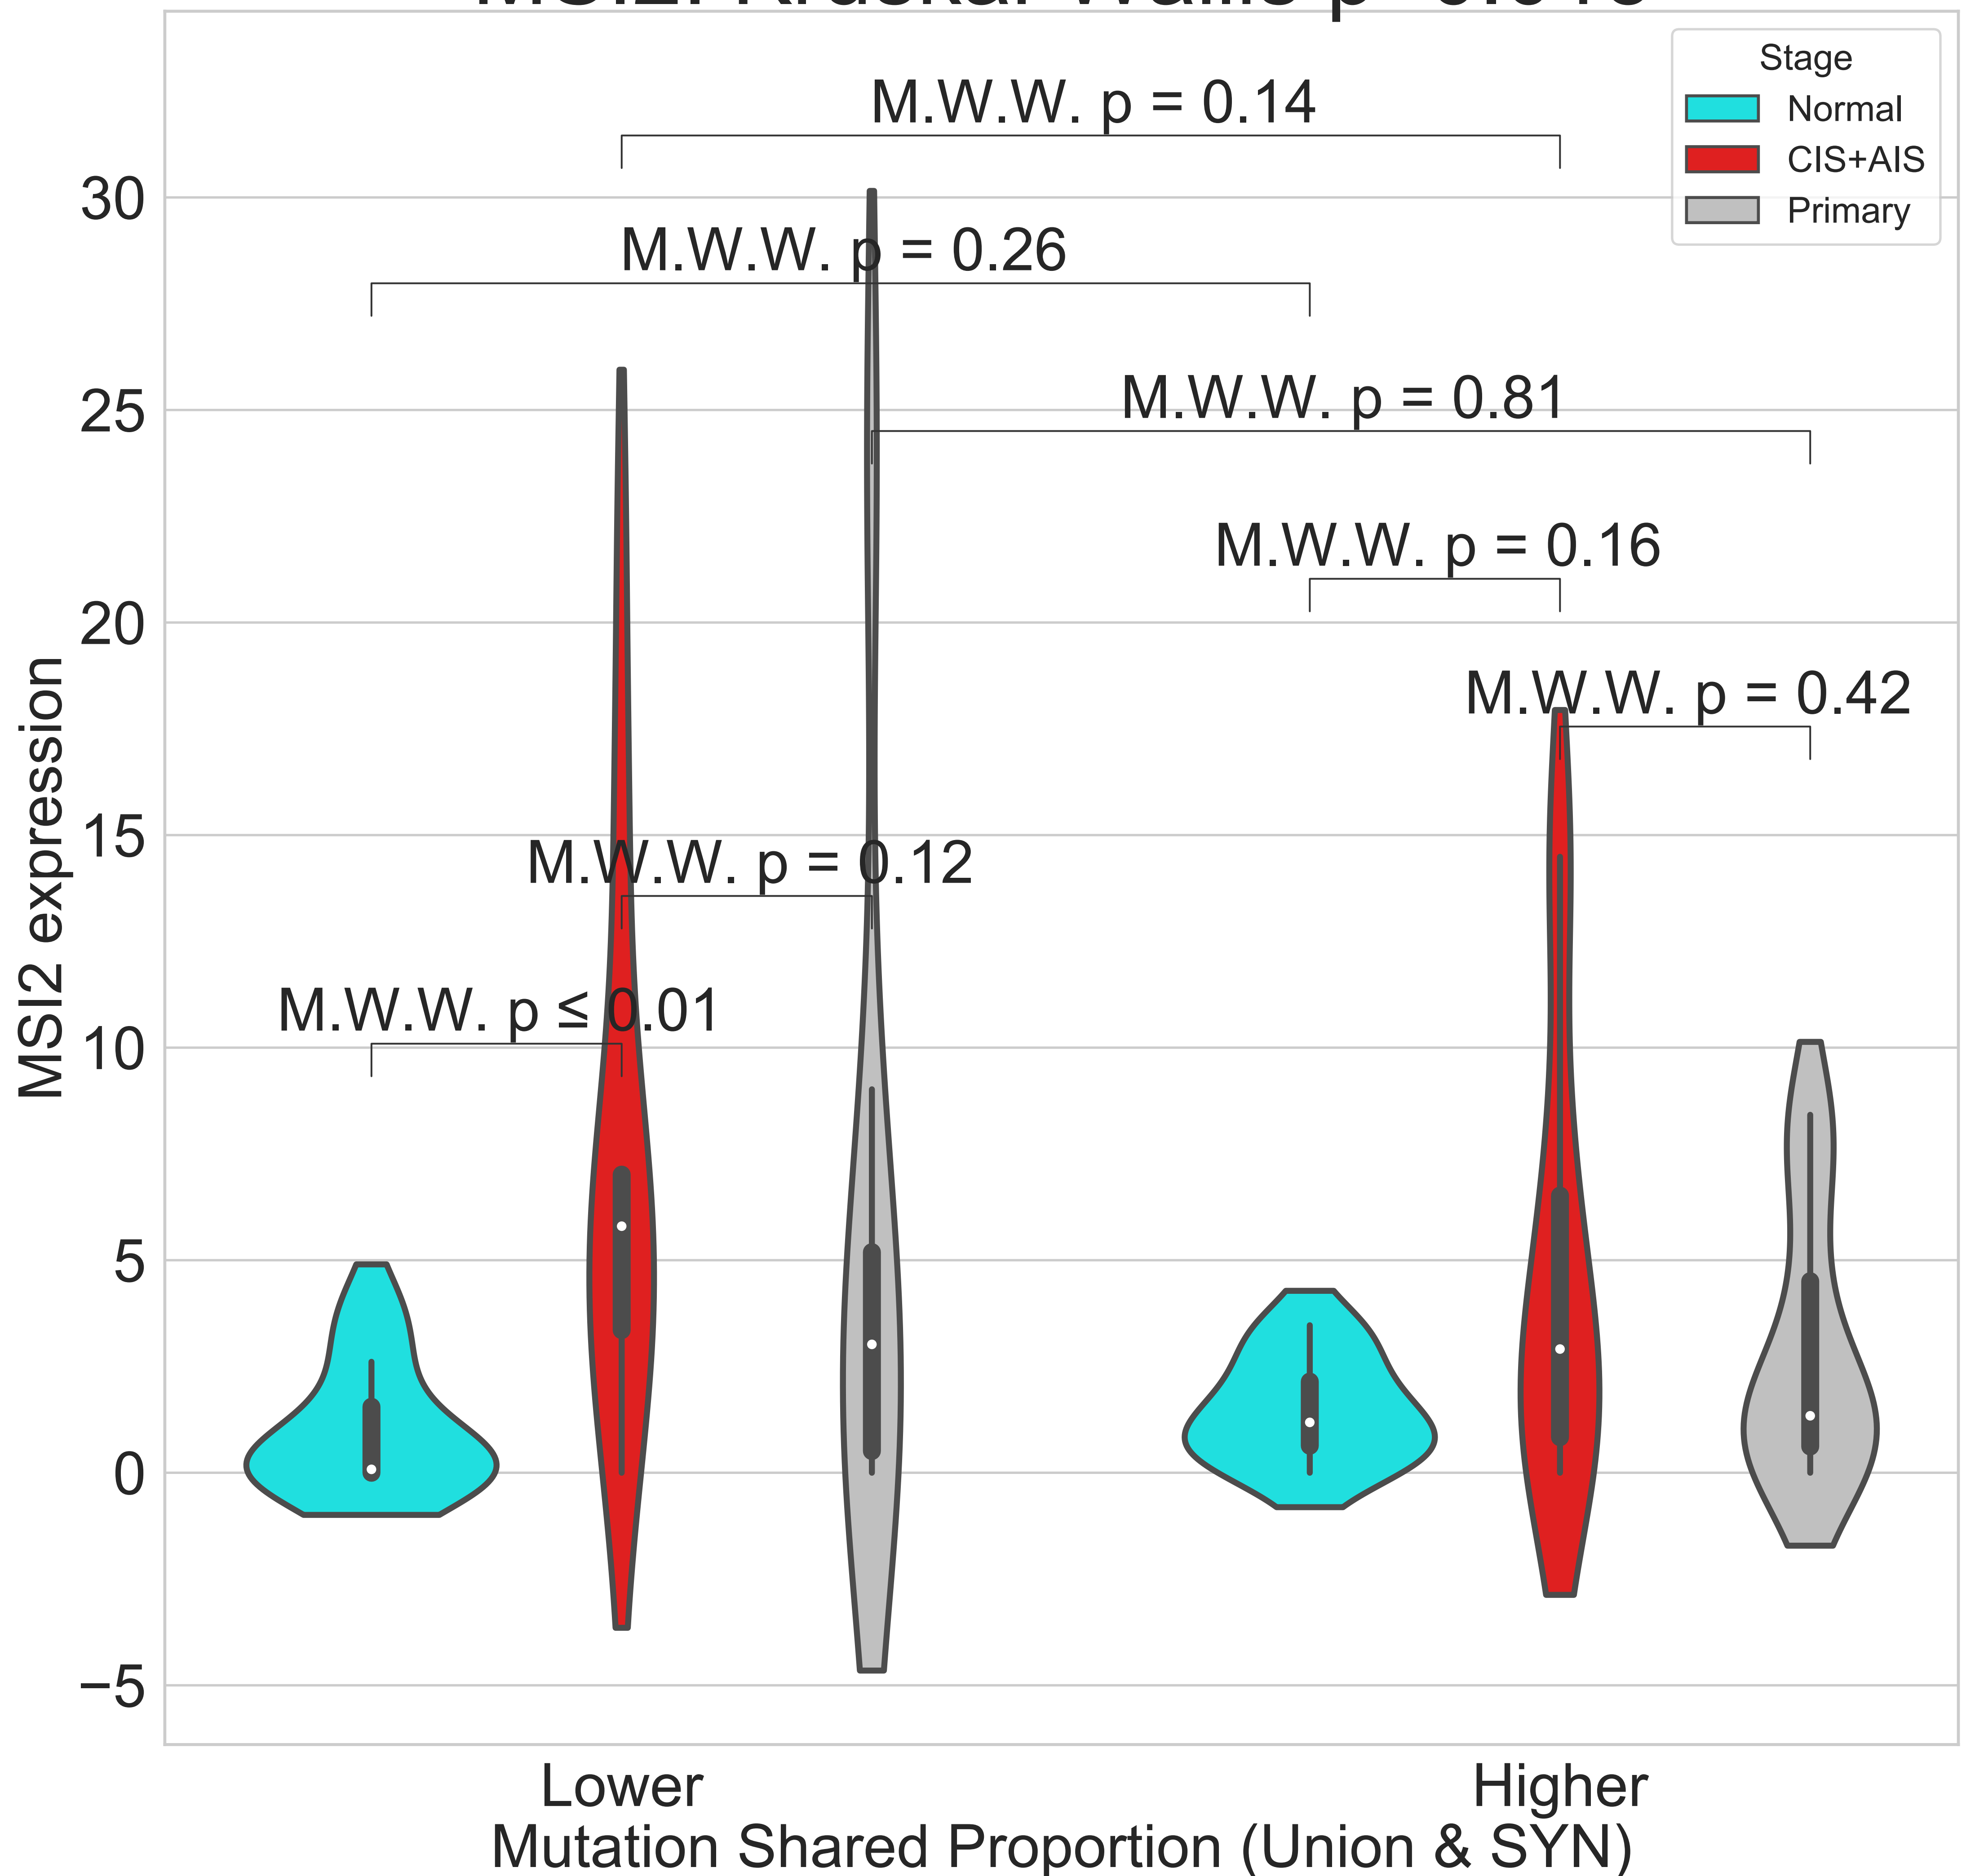 Stage
Normal
CIS+AIS
Primary
M.W.W. p = 0.14
M.W.W. p = 0.26
M.W.W. p = 0.81
M.W.W. p = 0.16
M.W.W. p = 0.42
M.W.W. p = 0.12
M.W.W. p ≤ 0.01
30
25
20
15
10
5
0
−5
MSI2 expression
Lower
Higher
Mutation Shared Proportion (Union & SYN)